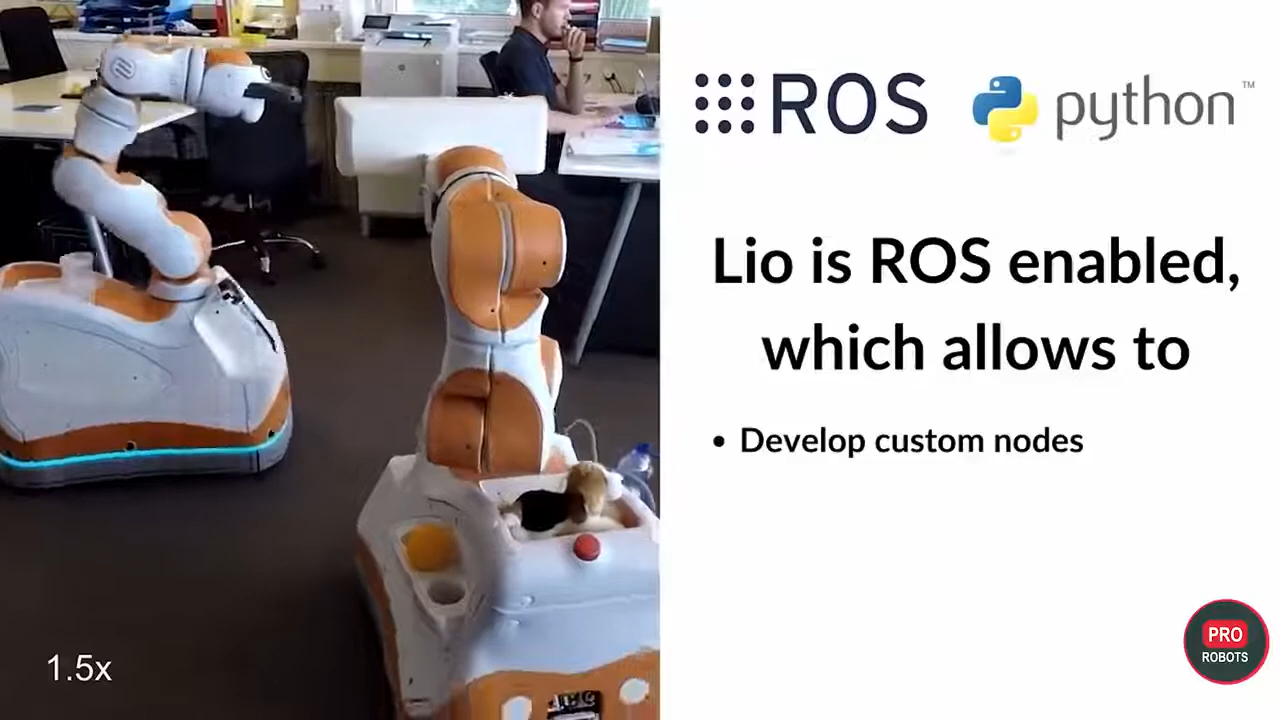 ROS python™
Lio is ROS enabled,
which allows to
• Develop custom nodes
1.5x
PRO
ROBOTS